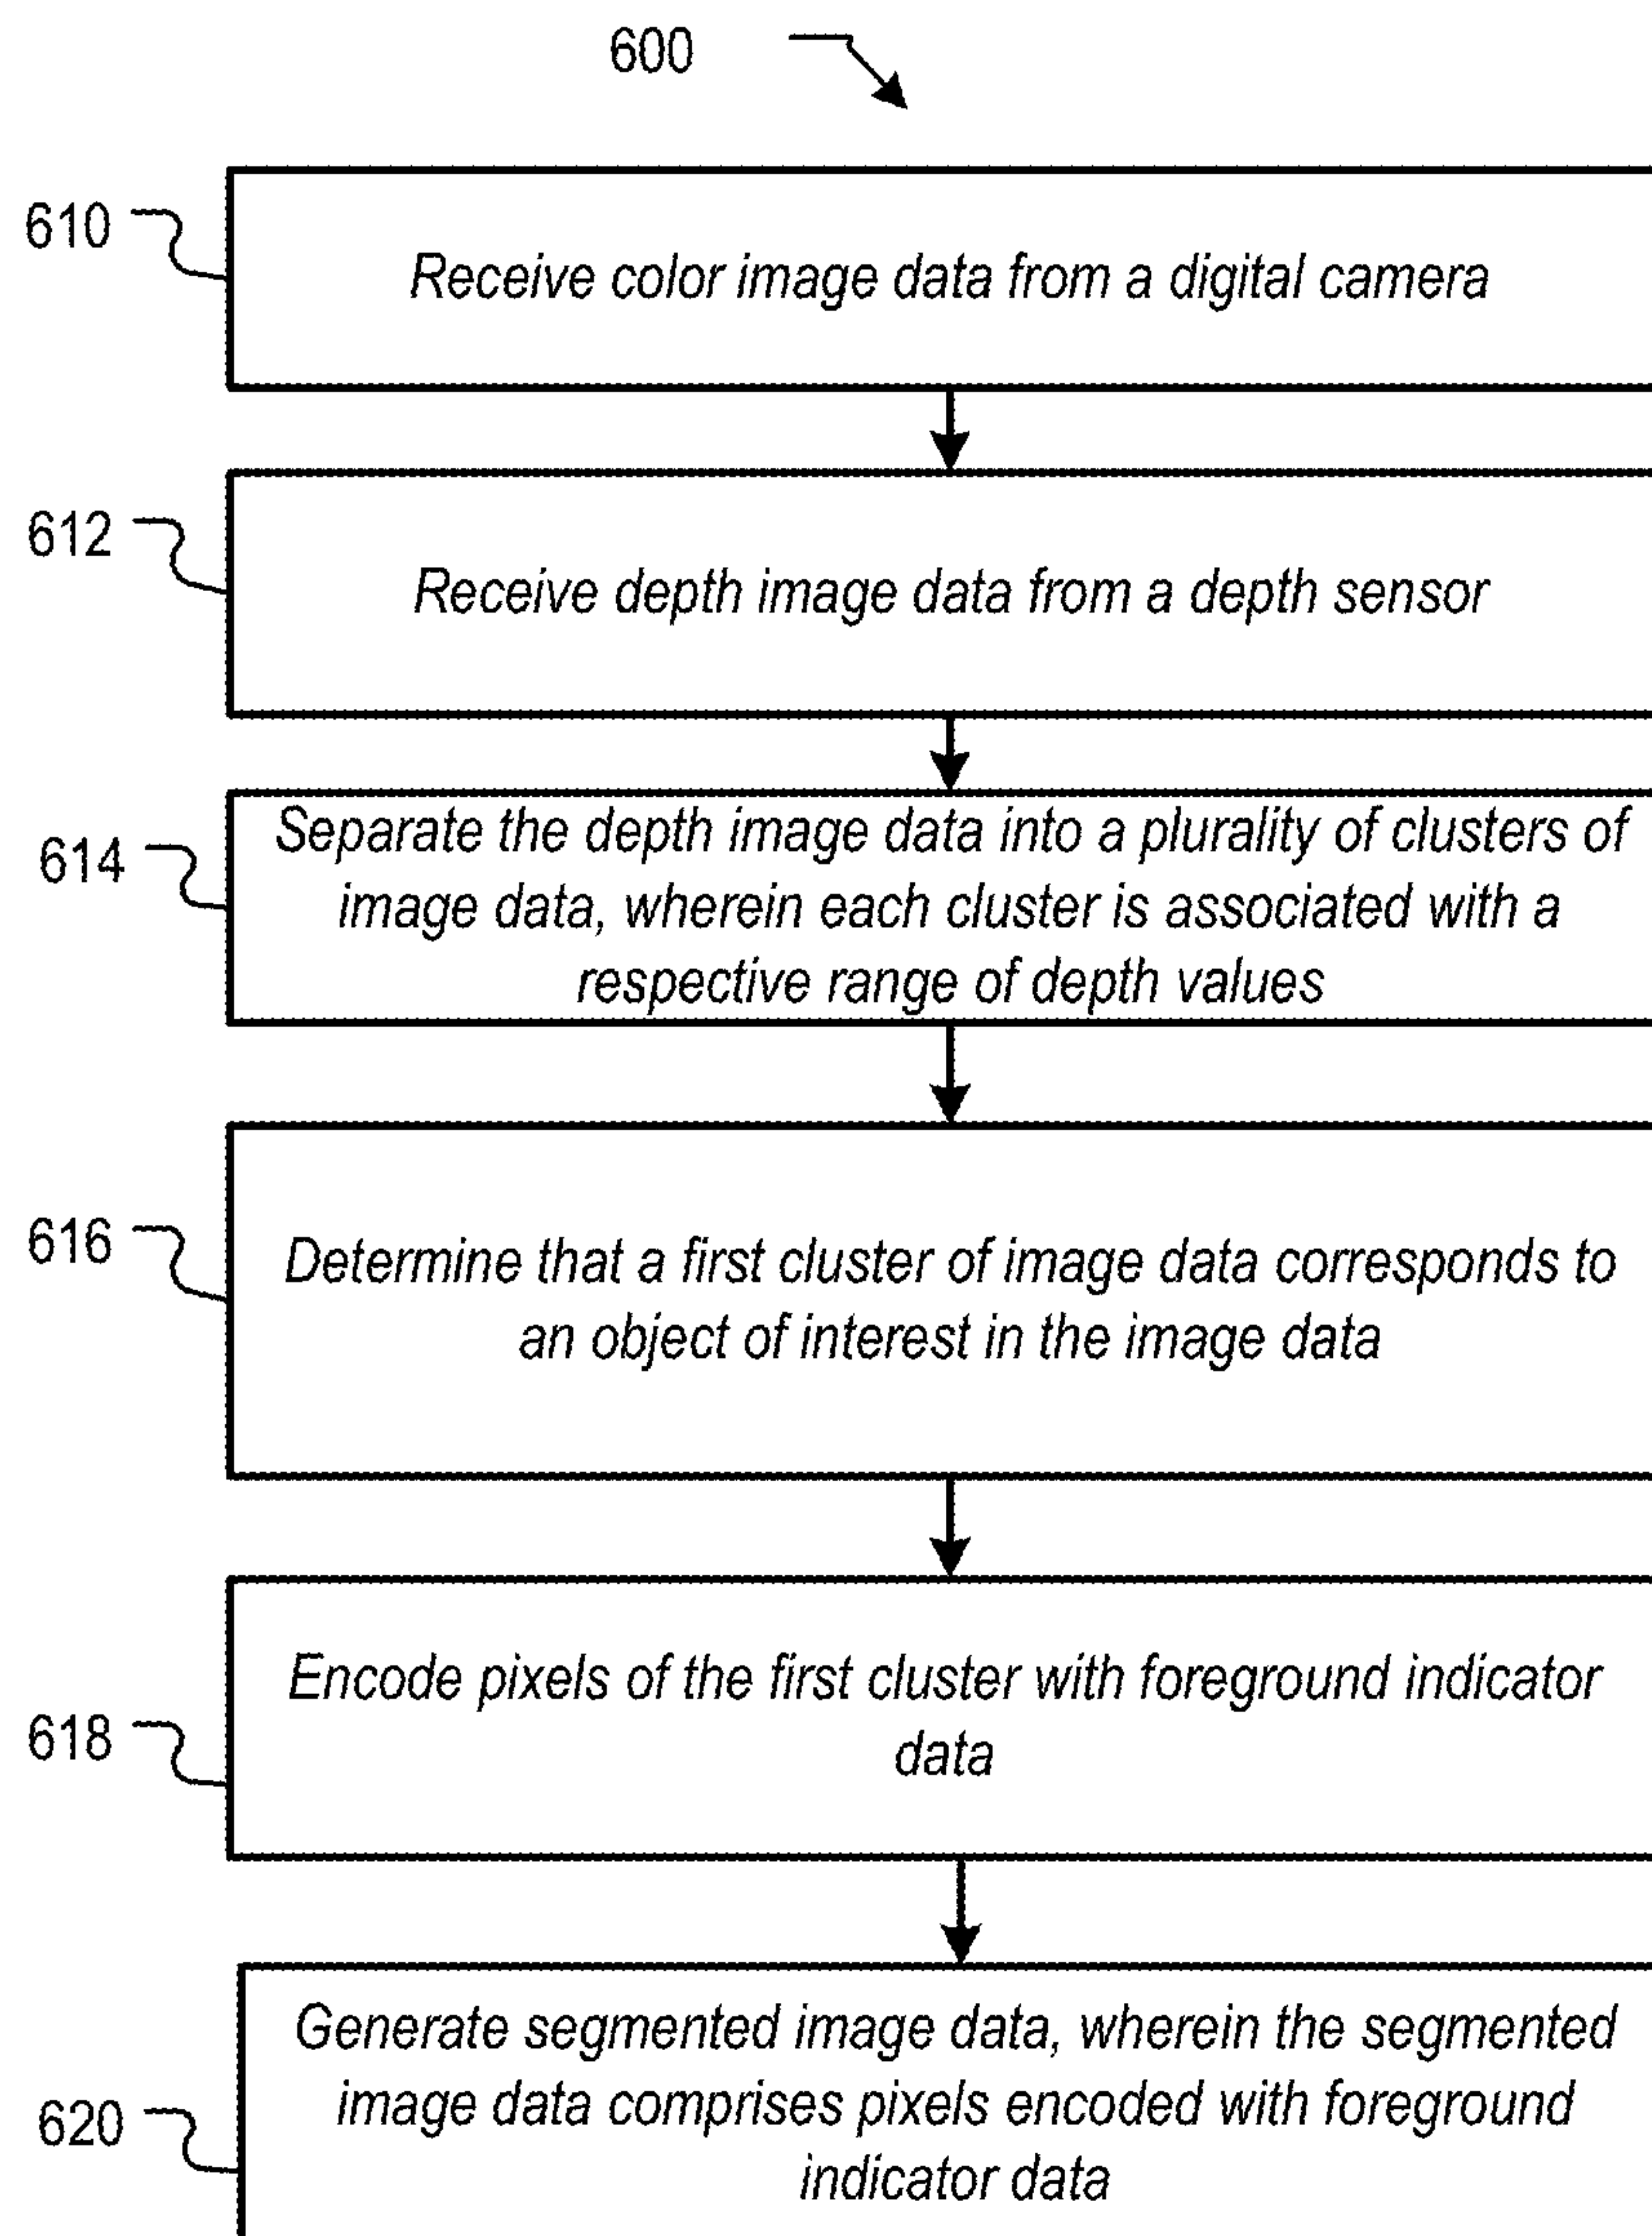 600
610
Receive color image data from a digital camera
612
Receive depth image data from a depth sensor
614
Separate the depth image data into a plurality of clusters of
image data, wherein each cluster is associated with a
respective range of depth values
616
Determine that a first cluster of image data corresponds to
an object of interest in the image data
618
Encode pixels of the first cluster with foreground indicator
data
620
Generate segmented image data, wherein the segmented
image data comprises pixels encoded with foreground
indicator data